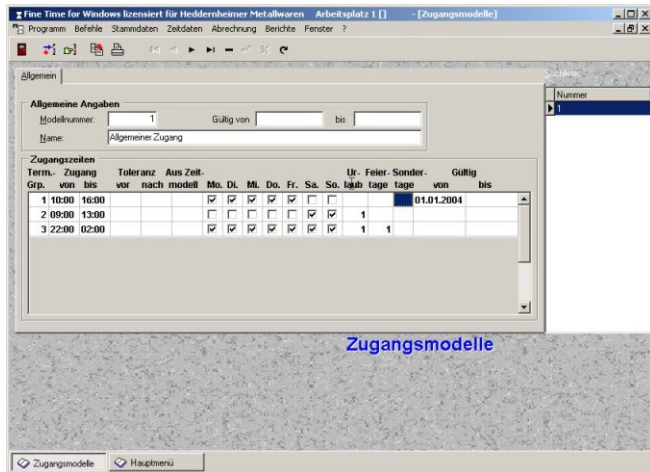 Fine Time for Windows lizensiert für Heddernheimer Metallwaren Arbeitsplatz 1 [] - [Zugangsmodelle]
Programm Befehle Stammdaten Zeitdaten Abrechnung Berichte Fenster ?
Allgemein
Nummer
1
Allgemeine Angaben
Modellnummer: 1 Gültig von bis
Name: Allgemeiner Zugang
Zugangszeiten
Term.- Zugang Toleranz Aus Zeit- Ur- Feier- Sonder- Gültig
Grp. von bis vor nach modell Mo. Di. Mi. Do. Fr. Sa. So. laub tage tage von bis
1 10:00 16:00 01.01.2004
2 09:00 13:00 1
3 22:00 02:00 1 1
Zugangsmodelle
Zugangsmodelle Hauptmenü